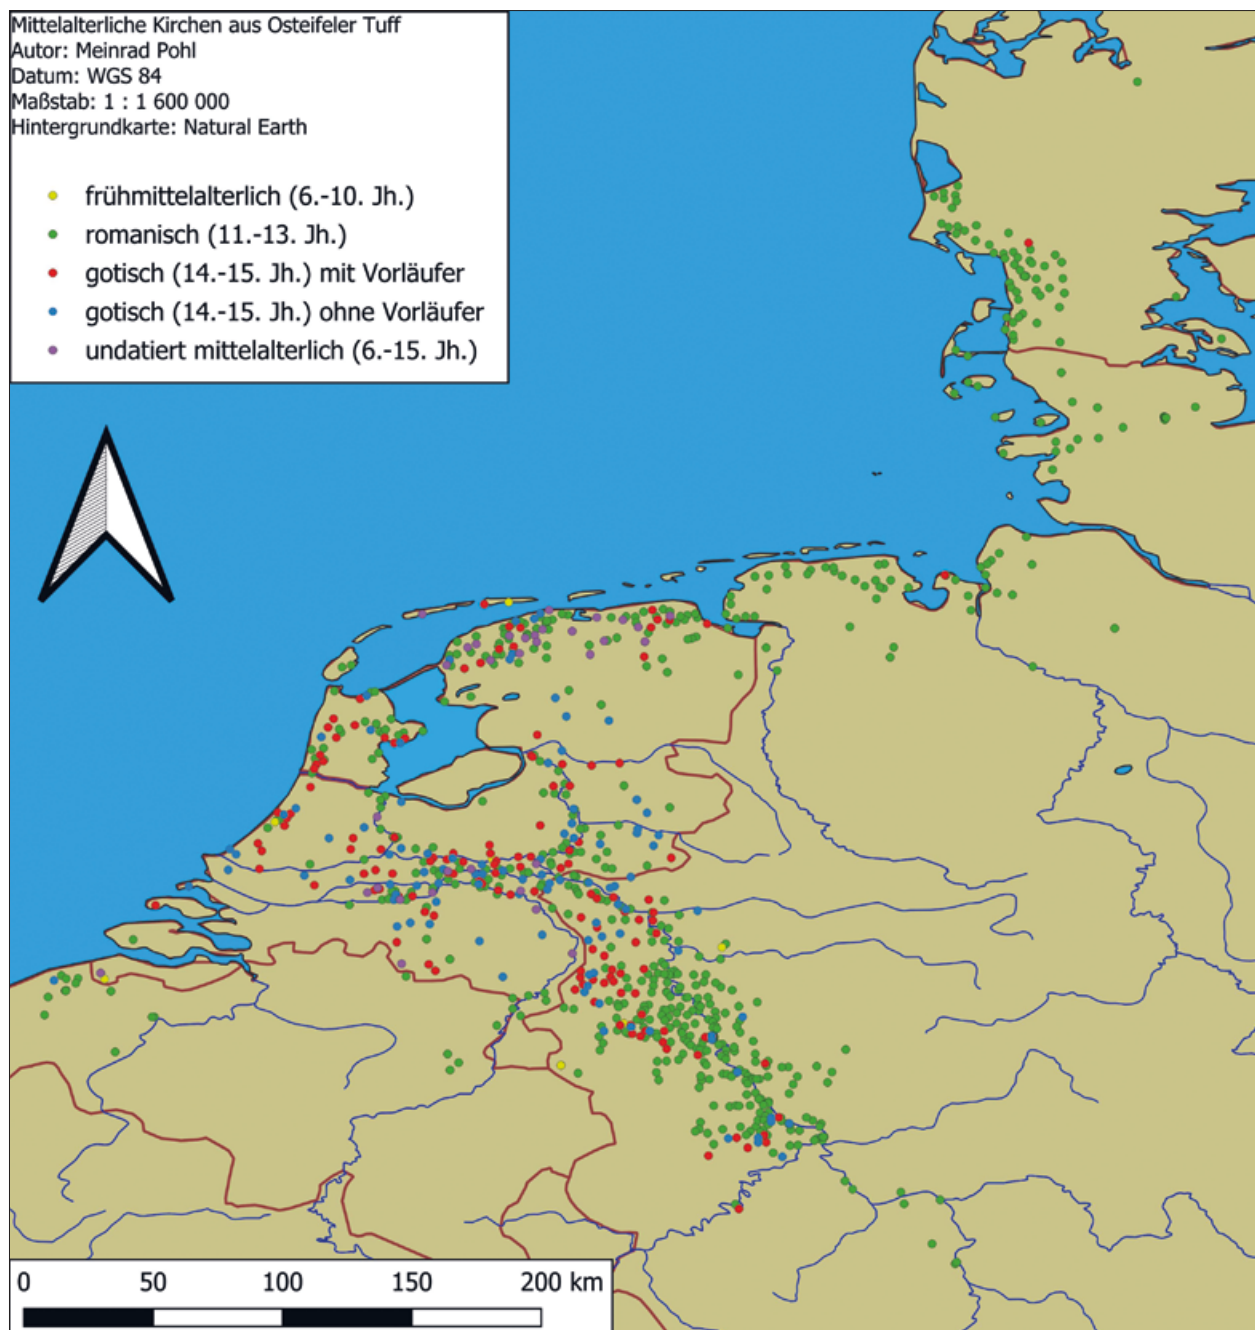 Mittelalterliche Kirchen aus Osteifeler Tuff
Autor: Meinrad Pohl
Datum: WGS 84
Maßstab: 1 : 1 600 000
Hintergrundkarte: Natural Earth
frühmittelalterlich (6.-10. Jh.)
romanisch (11.-13. Jh.)
gotisch (14.-15. Jh.) mit Vorläufer
gotisch (14.-15. Jh.) ohne Vorläufer
undatiert mittelalterlich (6.-15. Jh.)
0 50 100 150 200 km